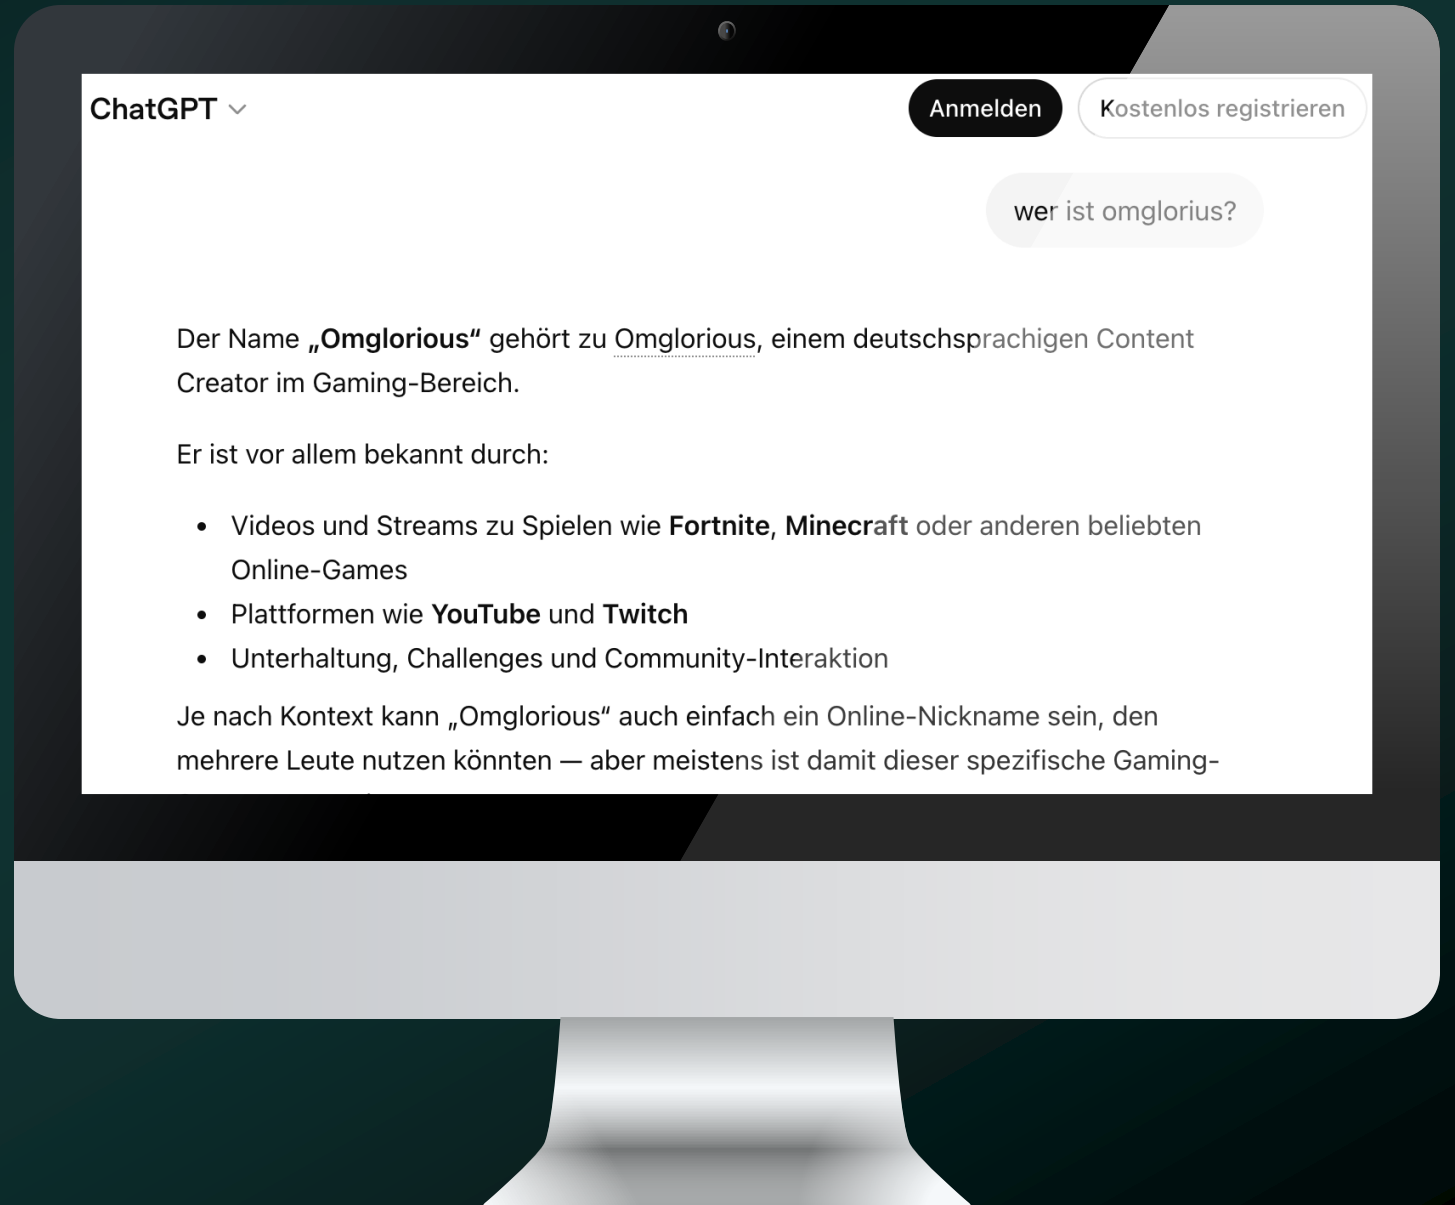 ChatGPT
Anmelden
Kostenlos registrieren
wer ist omglorius?
Der Name „Omglorious“ gehört zu Omglorious, einem deutschsprachigen Content
Creator im Gaming-Bereich.
Er ist vor allem bekannt durch:
• Videos und Streams zu Spielen wie Fortnite, Minecraft oder anderen beliebten
Online-Games
• Plattformen wie YouTube und Twitch
• Unterhaltung, Challenges und Community-Interaktion
Je nach Kontext kann „Omglorious“ auch einfach ein Online-Nickname sein, den
mehrere Leute nutzen könnten — aber meistens ist damit dieser spezifische Gaming-